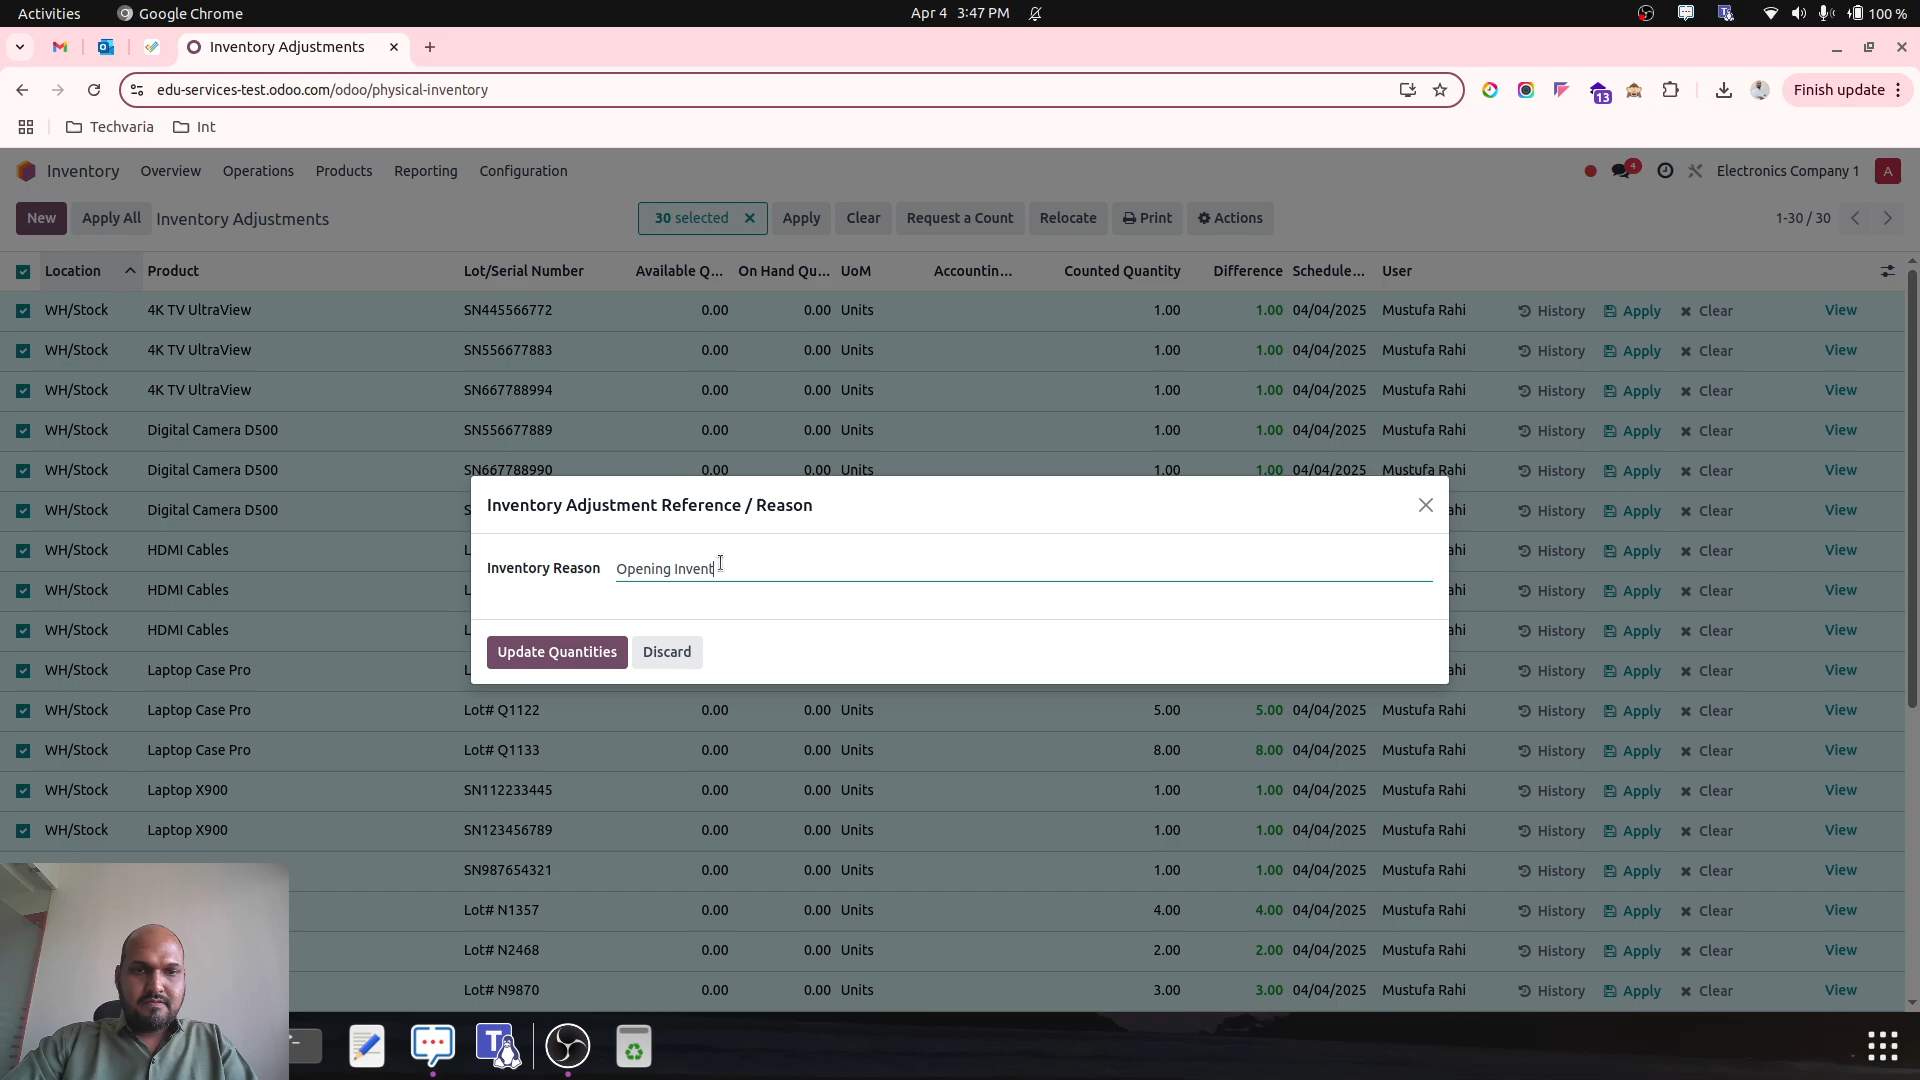 Activities Google Chrome Apr 4 3:47 PM 100 %
Inventory Adjustments
edu-services-test.odoo.com/odoo/physical-inventory 13 Finish update
Techvaria Int
Inventory Overview Operations Products Reporting Configuration 4 Electronics Company 1 A
New Apply All Inventory Adjustments 30 selected Apply Clear Request a Count Relocate Print Actions 1-30 / 30
Location Product Lot/Serial Number Available Q... On Hand Qu... UoM Accountin... Counted Quantity Difference Schedule... User
WH/Stock 4K TV UltraView SN445566772 0.00 0.00 Units 1.00 1.00 04/04/2025 Mustufa Rahi History Apply Clear View
WH/Stock 4K TV UltraView SN556677883 0.00 0.00 Units 1.00 1.00 04/04/2025 Mustufa Rahi History Apply Clear View
WH/Stock 4K TV UltraView SN667788994 0.00 0.00 Units 1.00 1.00 04/04/2025 Mustufa Rahi History Apply Clear View
WH/Stock Digital Camera D500 SN556677889 0.00 0.00 Units 1.00 1.00 04/04/2025 Mustufa Rahi History Apply Clear View
WH/Stock Digital Camera D500 SN667788990 0.00 0.00 Units 1.00 1.00 04/04/2025 Mustufa Rahi History Apply Clear View
WH/Stock Digital Camera D500 History Apply Clear View
WH/Stock HDMI Cables History Apply Clear View
WH/Stock HDMI Cables History Apply Clear View
WH/Stock HDMI Cables History Apply Clear View
WH/Stock Laptop Case Pro History Apply Clear View
Inventory Adjustment Reference / Reason
Inventory Reason Opening Invent
Update Quantities Discard
WH/Stock Laptop Case Pro Lot# Q1122 0.00 0.00 Units 5.00 5.00 04/04/2025 Mustufa Rahi History Apply Clear View
WH/Stock Laptop Case Pro Lot# Q1133 0.00 0.00 Units 8.00 8.00 04/04/2025 Mustufa Rahi History Apply Clear View
WH/Stock Laptop X900 SN112233445 0.00 0.00 Units 1.00 1.00 04/04/2025 Mustufa Rahi History Apply Clear View
WH/Stock Laptop X900 SN123456789 0.00 0.00 Units 1.00 1.00 04/04/2025 Mustufa Rahi History Apply Clear View
SN987654321 0.00 0.00 Units 1.00 1.00 04/04/2025 Mustufa Rahi History Apply Clear View
Lot# N1357 0.00 0.00 Units 4.00 4.00 04/04/2025 Mustufa Rahi History Apply Clear View
Lot# N2468 0.00 0.00 Units 2.00 2.00 04/04/2025 Mustufa Rahi History Apply Clear View
Lot# N9870 0.00 0.00 Units 3.00 3.00 04/04/2025 Mustufa Rahi History Apply Clear View